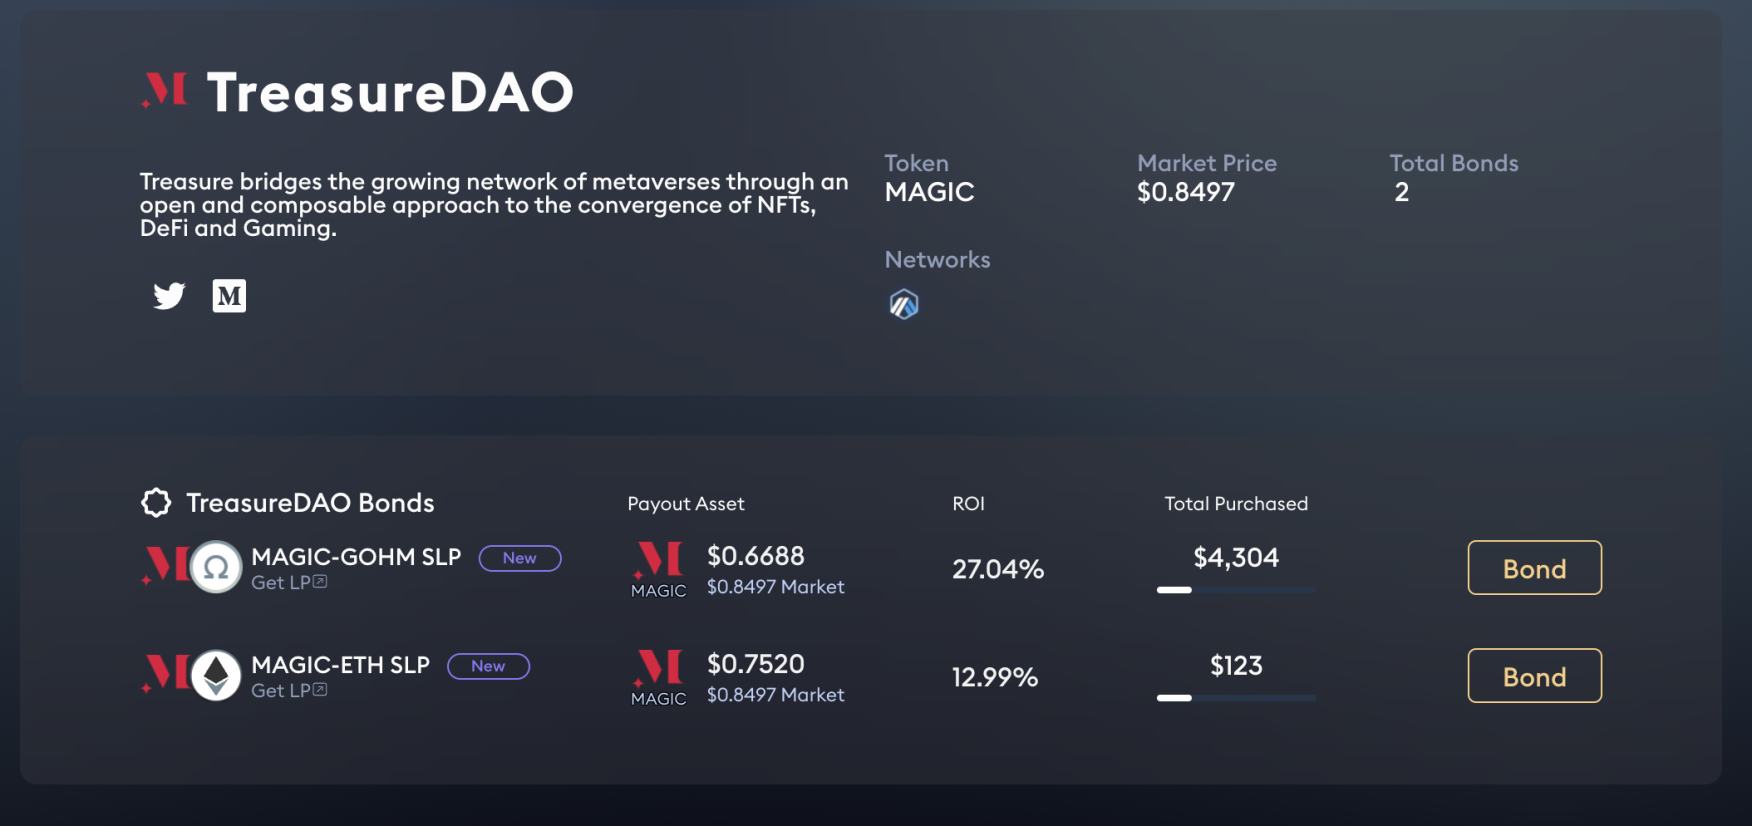 TreasureDAO
Treasure bridges the growing network of metaverses through an
open and composable approach to the convergence of NFTs,
DeFi and Gaming.
M
Token
MAGIC
Market Price
$0.8497
Total Bonds
2
Networks
TreasureDAO Bonds
Payout Asset
ROI
Total Purchased
MAGIC-GOHM SLP
New
Get LP
MAGIC
$0.6688
$0.8497 Market
27.04%
$4,304
Bond
MAGIC-ETH SLP
New
Get LP
MAGIC
$0.7520
$0.8497 Market
12.99%
$123
Bond